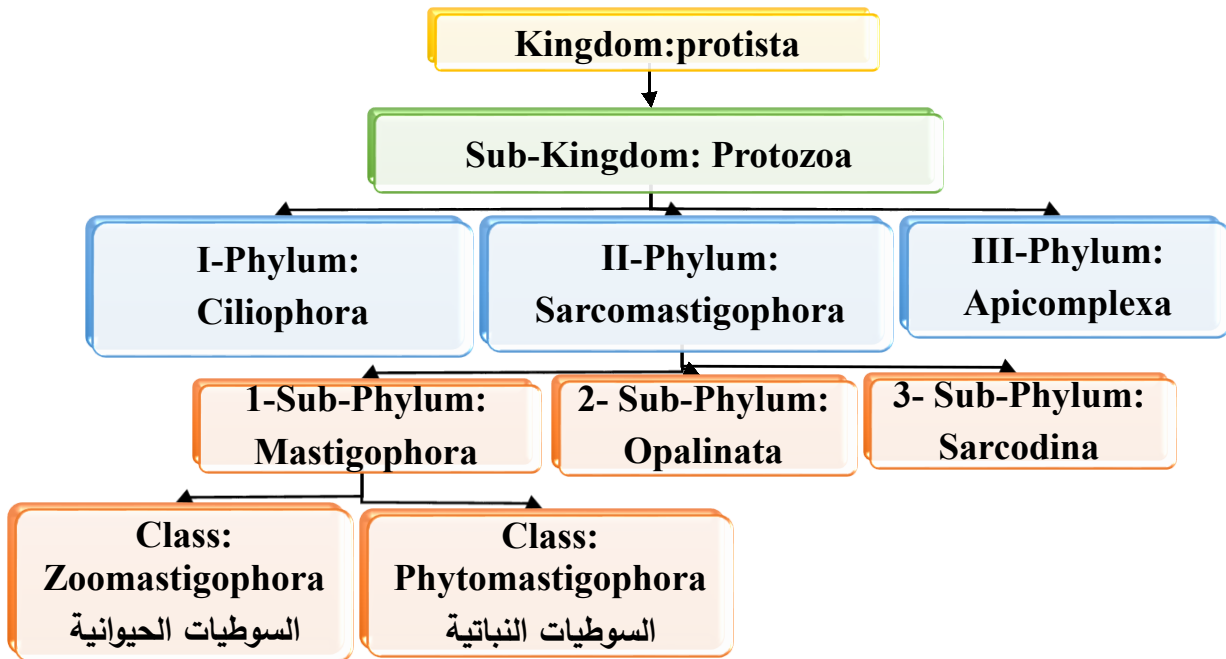 Kingdom:protista
Sub-Kingdom: Protozoa
I-Phylum:
Ciliophora
II-Phylum:
Sarcomastigophora
III-Phylum:
Apicomplexa
1-Sub-Phylum:
Mastigophora
2- Sub-Phylum:
Opalinata
3- Sub-Phylum:
Sarcodina
Class:
Zoomastigophora
السوطيات الحيوانية
Class:
Phytomastigophora
السوطيات النباتية